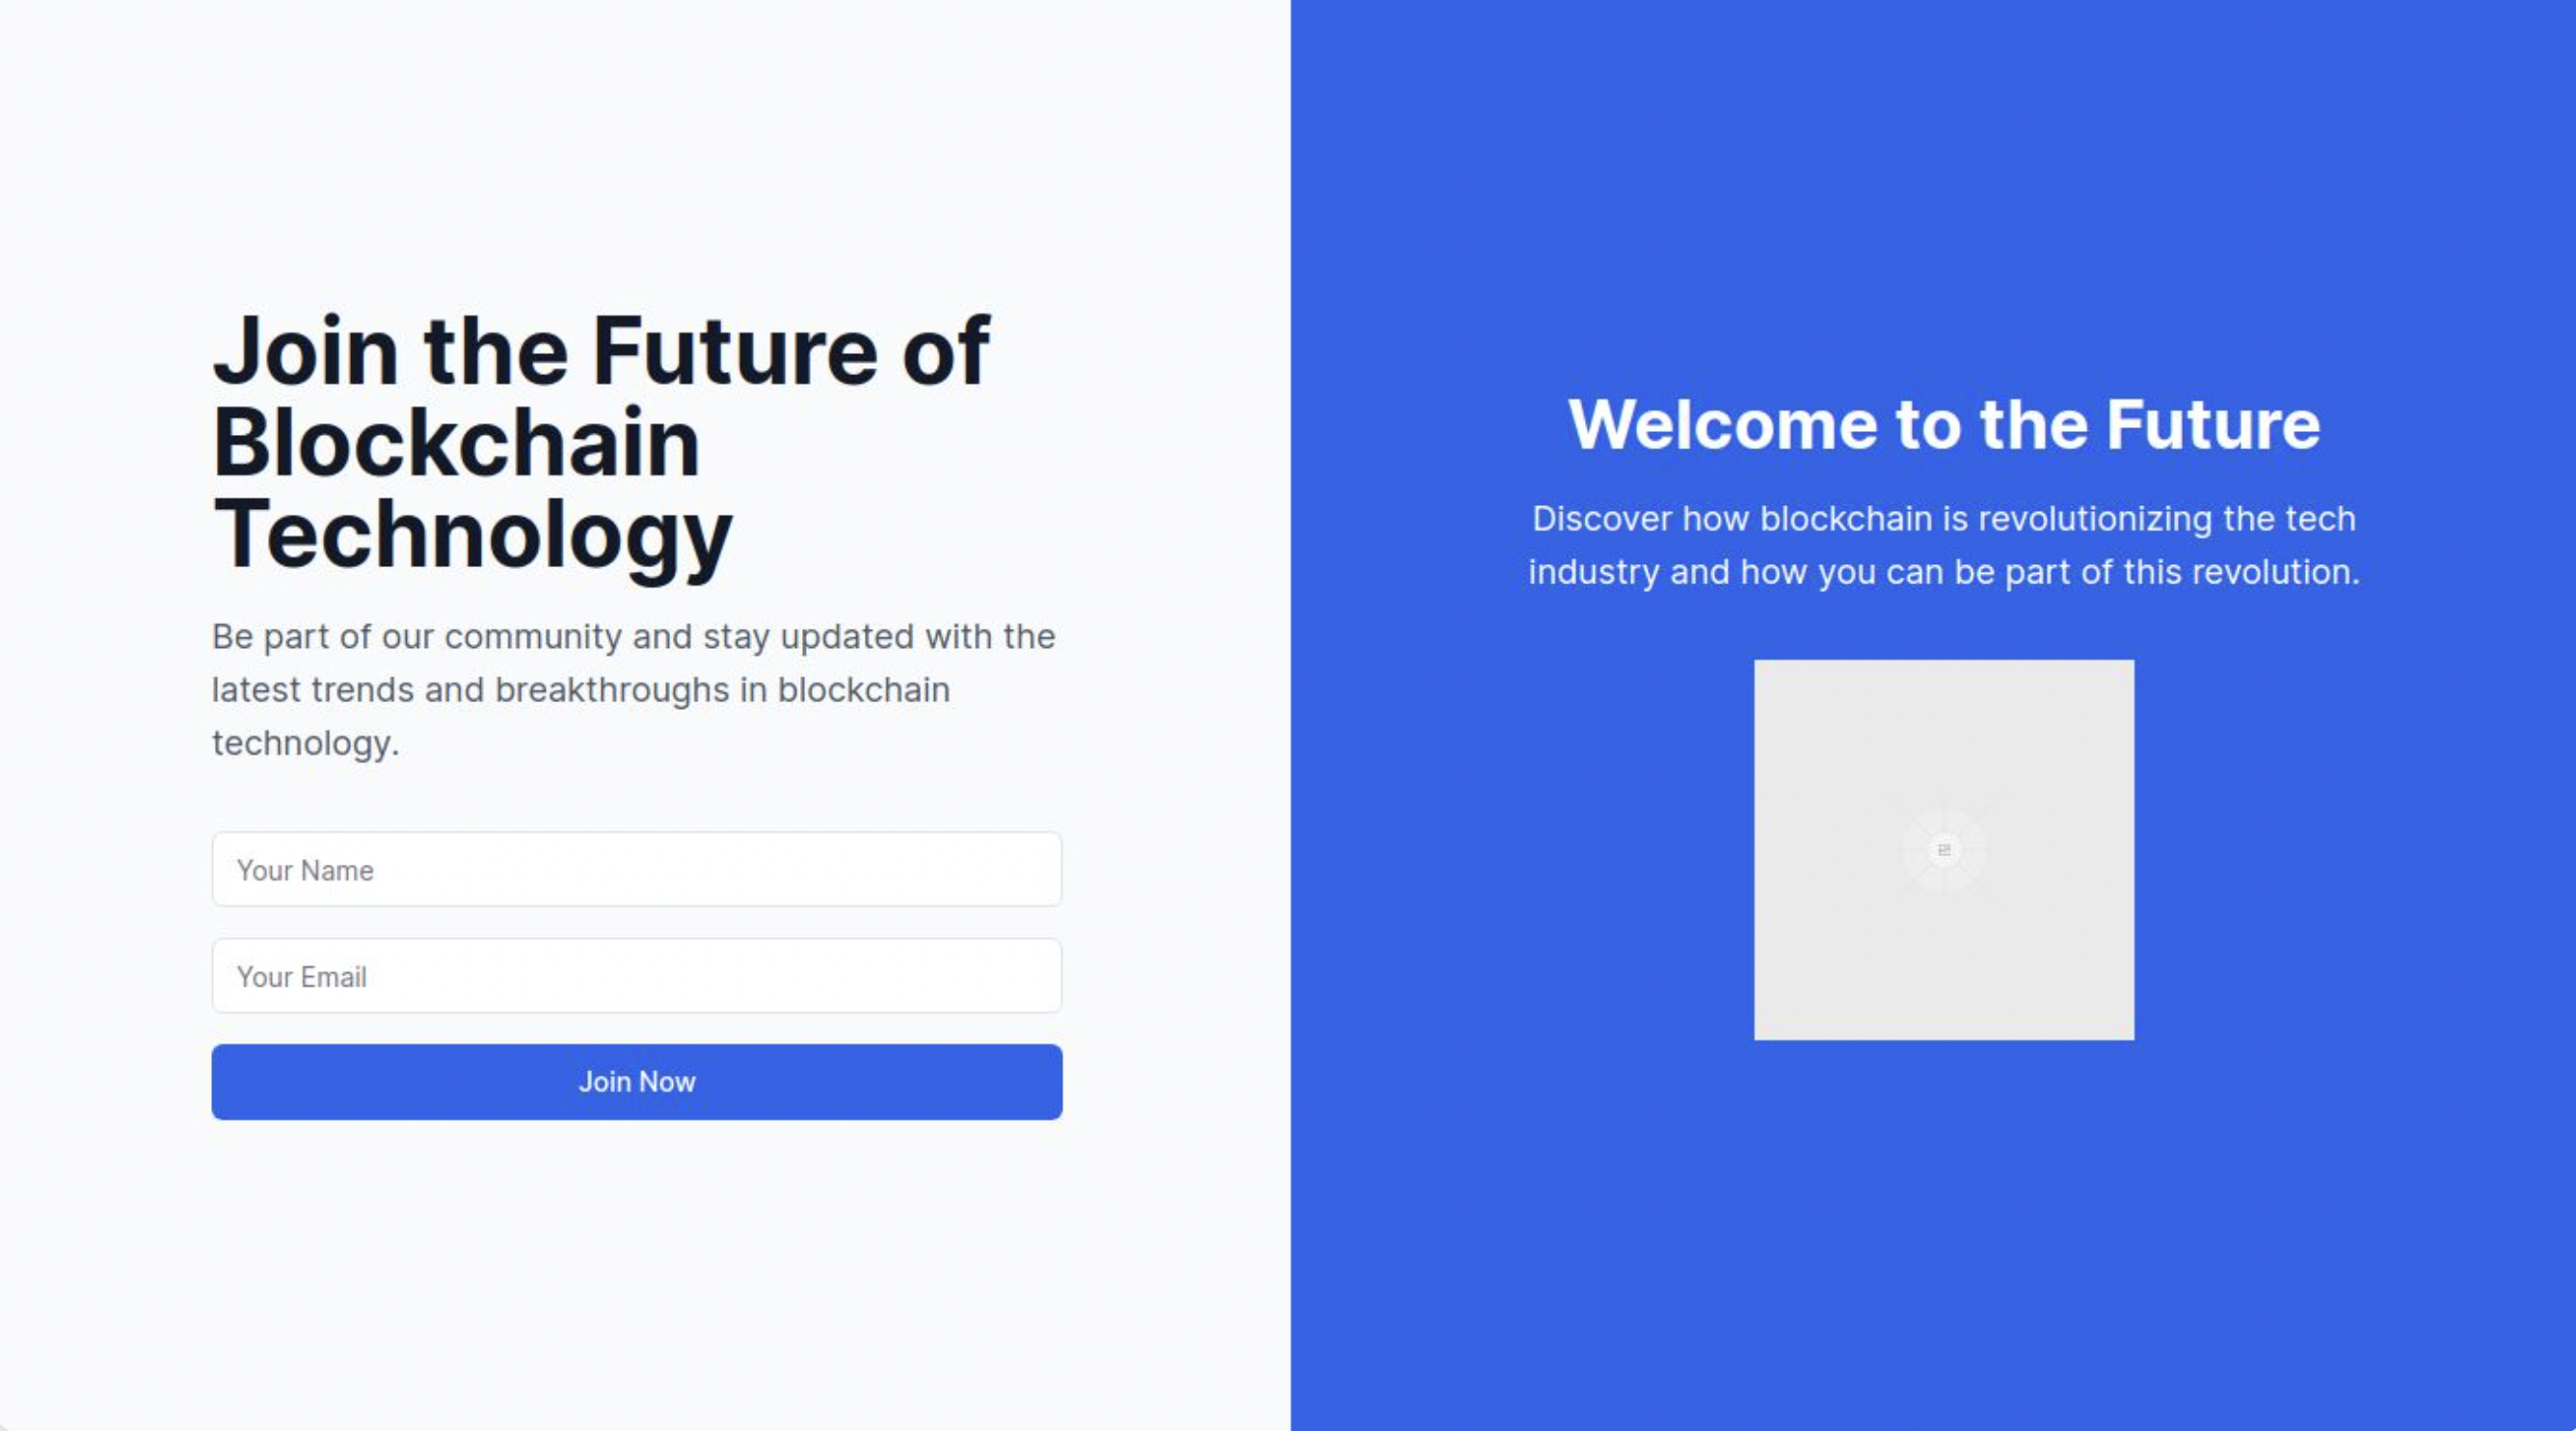 Join the Future of
Blockchain
Technology
Be part of our community and stay updated with the
latest trends and breakthroughs in blockchain
technology.
Your Name
Your Email
Join Now
Welcome to the Future
Discover how blockchain is revolutionizing the tech
industry and how you can be part of this revolution.